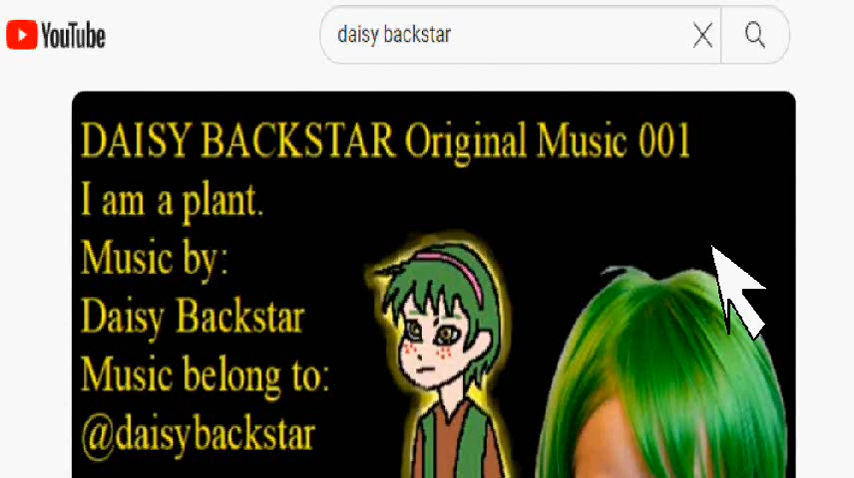 YouTube
daisy backstar
DAISY BACKSTAR Original Music 001
I am a plant.
Music by:
Daisy Backstar
Music belong to:
@daisybackstar